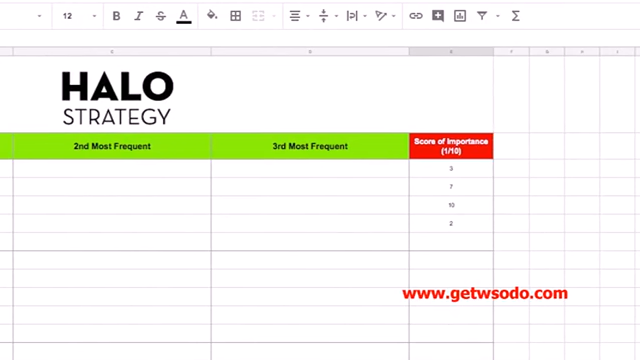 12
B I S A
C D E F G H I
HALO
STRATEGY
2nd Most Frequent 3rd Most Frequent Score of Importance
(1/10)
3
7
10
2
www.getwsodo.com